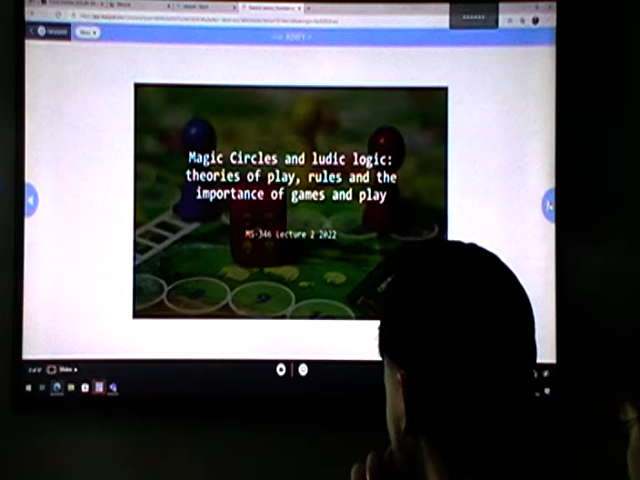 Magic Circles and ludic logic:
theories of play, rules and the
importance of games and play
MS-346 Lecture 2 2022